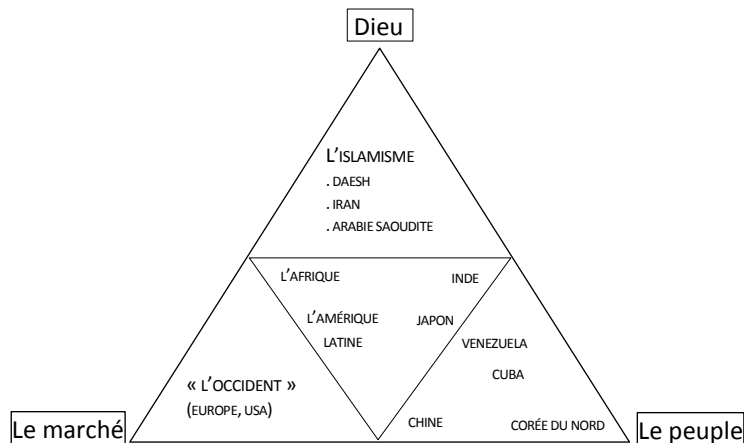 Dieu
L'ISLAMISME
. DAESH
. IRAN
. ARABIE SAOUDITE
L'AFRIQUE
INDE
L'AMÉRIQUE
LATINE
JAPON
VENEZUELA
CUBA
« L'OCCIDENT »
(EUROPE, USA)
CHINE
CORÉE DU NORD
Le marché
Le peuple